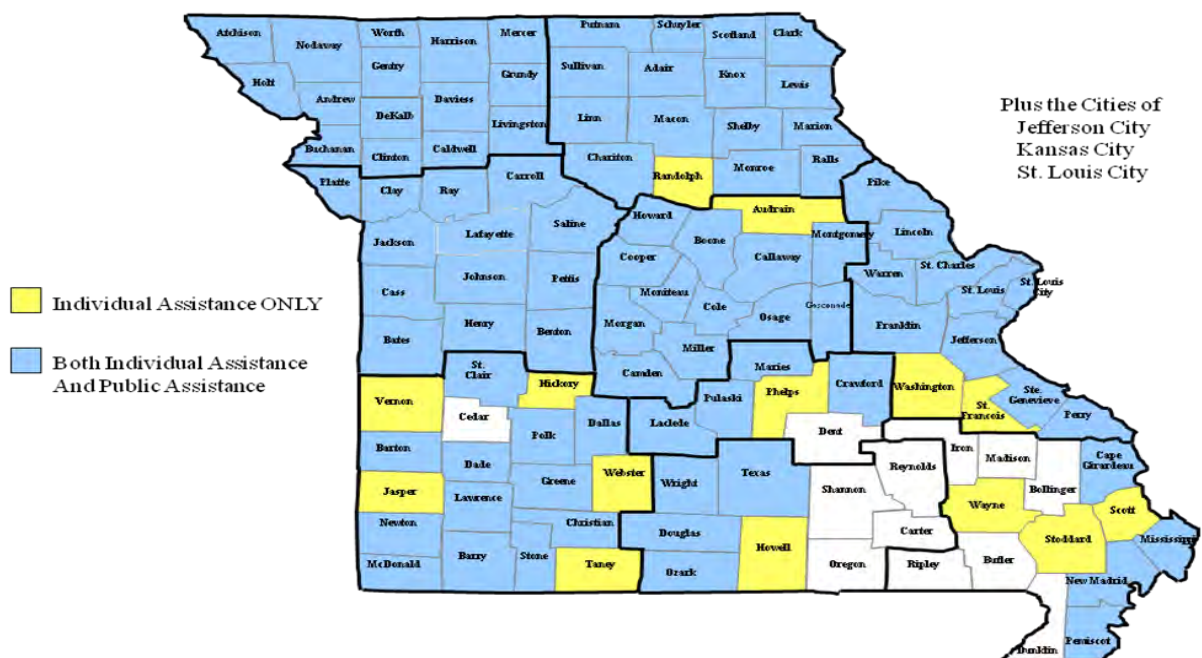 Atchison
Nodaway
Worth
Harrison
Mercer
Putnam
Schuyler
Scotland
Clark
Holt
Gentry
Grundy
Sullivan
Adair
Knox
Lewis
Andrew
DeKalb
Daviess
Livingston
Linn
Macon
Shelby
Marion
Buchanan
Clinton
Caldwell
Chariton
Randolph
Monroe
Ralls
Platte
Clay
Ray
Carroll
Pike
Plus the Cities of
Jefferson City
Kansas City
St. Louis City
Jackson
Lafayette
Saline
Howard
Boone
Audrain
Montgomery
Lincoln
Cass
Johnson
Pettis
Cooper
Moniteau
Callaway
Warren
St. Charles
St. Louis
St. Louis
City
Bates
Henry
Benton
Morgan
Cole
Osage
Gasconade
Franklin
Jefferson
Miller
Camden
Maries
Individual Assistance ONLY
Both Individual Assistance
And Public Assistance
Vernon
St.
Clair
Hickory
Cedar
Polk
Dallas
Laclede
Pulaski
Phelps
Crawford
Washington
St.
Francois
Ste.
Genevieve
Perry
Barton
Dade
Dent
Iron
Madison
Cape
Girardeau
Jasper
Lawrence
Greene
Webster
Wright
Texas
Shannon
Reynolds
Wayne
Bollinger
Scott
Newton
Christian
Douglas
Carter
Stoddard
Mississippi
McDonald
Barry
Stone
Taney
Ozark
Howell
Oregon
Ripley
Butler
New Madrid
Pemiscot
Dunklin